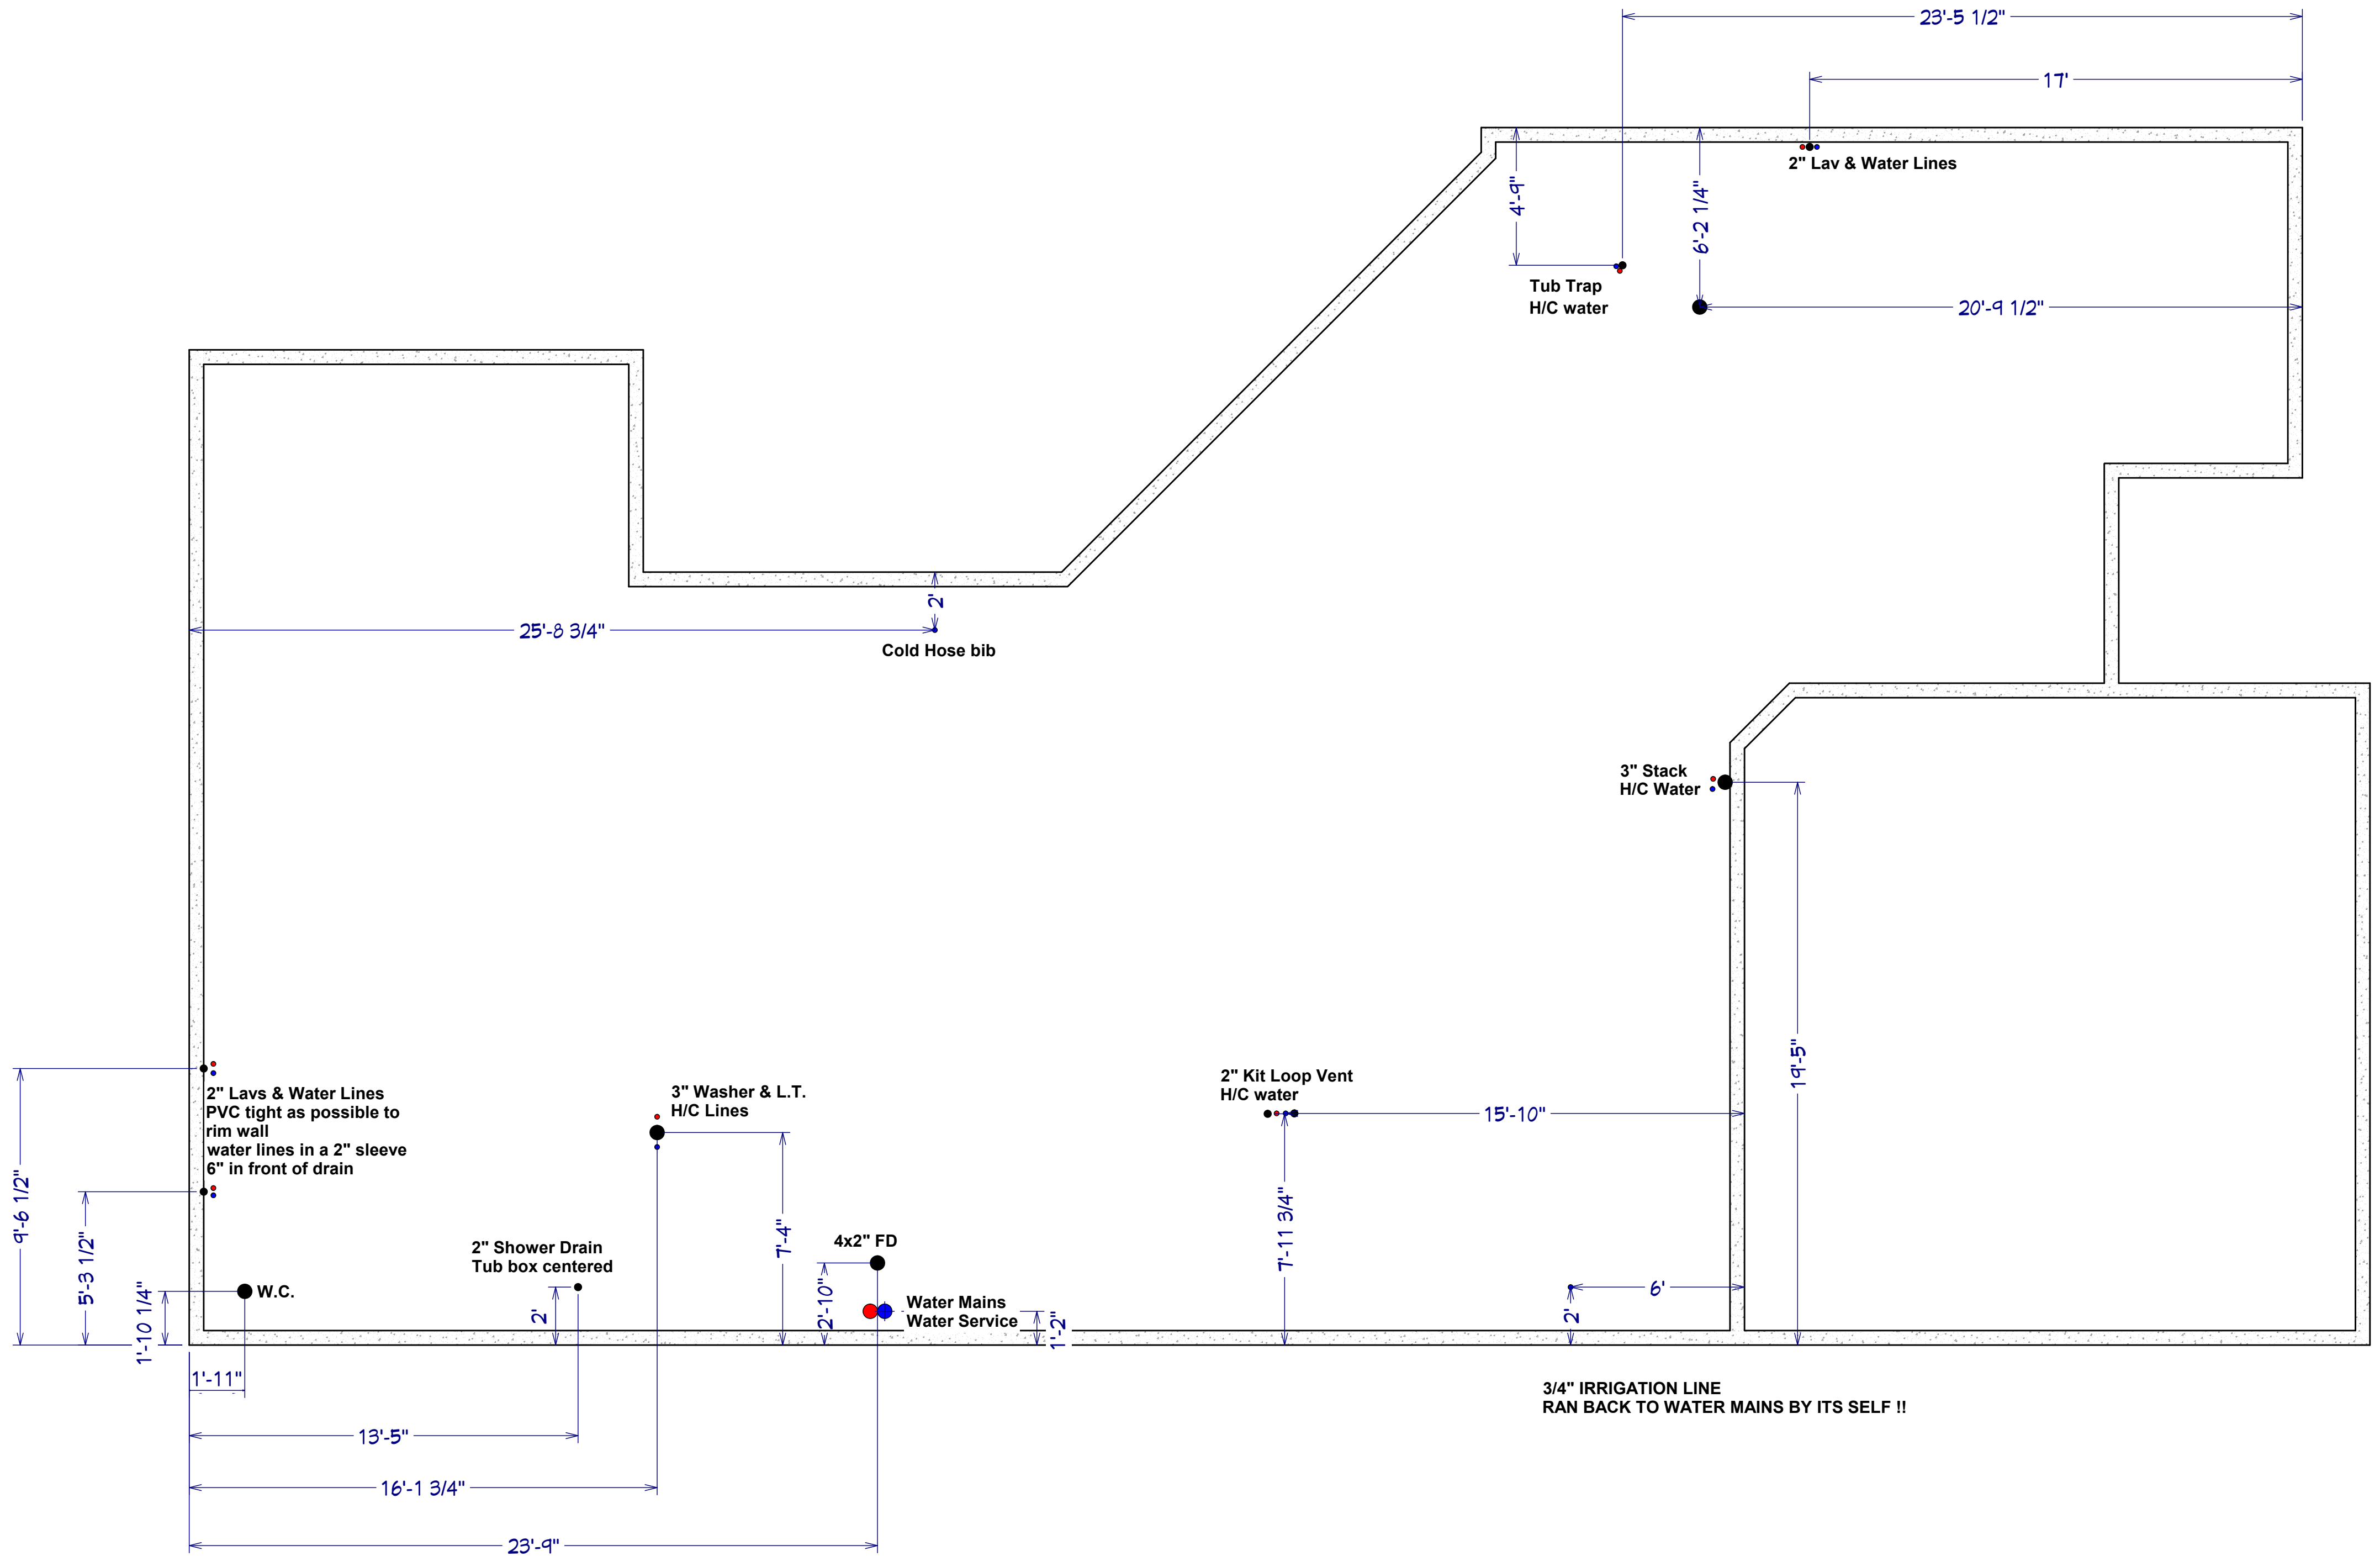 23'-5 1/2"
17'
2" Lav & Water Lines
4'-9"
6'-2 1/4"
Tub Trap
H/C water
20'-9 1/2"
2'
25'-8 3/4"
Cold Hose bib
3" Stack
H/C Water
19'-5"
2" Kit Loop Vent
H/C water
15'-10"
7'-11 3/4"
2" Lavs & Water Lines
PVC tight as possible to
rim wall
water lines in a 2" sleeve
6" in front of drain
3" Washer & L.T.
H/C Lines
7'-4"
9'-6 1/2"
5'-3 1/2"
1'-10 1/4"
W.C.
2" Shower Drain
Tub box centered
2'
4x2" FD
2'-10"
Water Mains
Water Service
1'-2"
6'
2'
1'-11"
3/4" IRRIGATION LINE
RAN BACK TO WATER MAINS BY ITS SELF !!
13'-5"
16'-1 3/4"
23'-9"